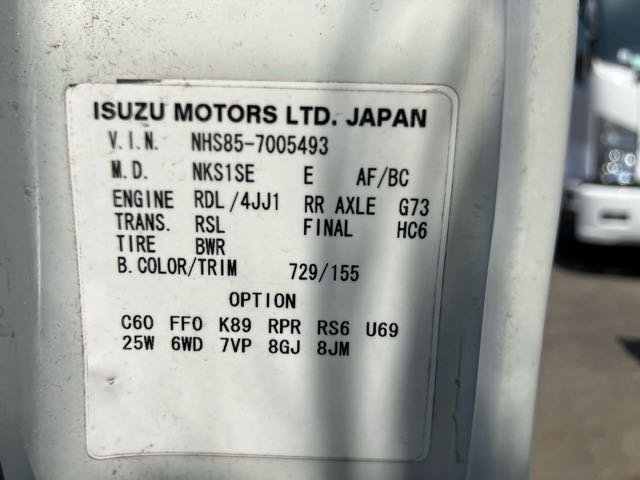 ISUZU MOTORS LTD. JAPAN
V.I.N. NHS85-7005493
M.D. NKS1SE E AF/BC
ENGINE RDL/4JJ1 RR AXLE G73
TRANS. RSL FINAL HC6
TIRE BWR
B.COLOR/TRIM 729/155
OPTION
C60 FF0 K89 RPR RS6 U69
25W 6WD 7VP 8GJ 8JM